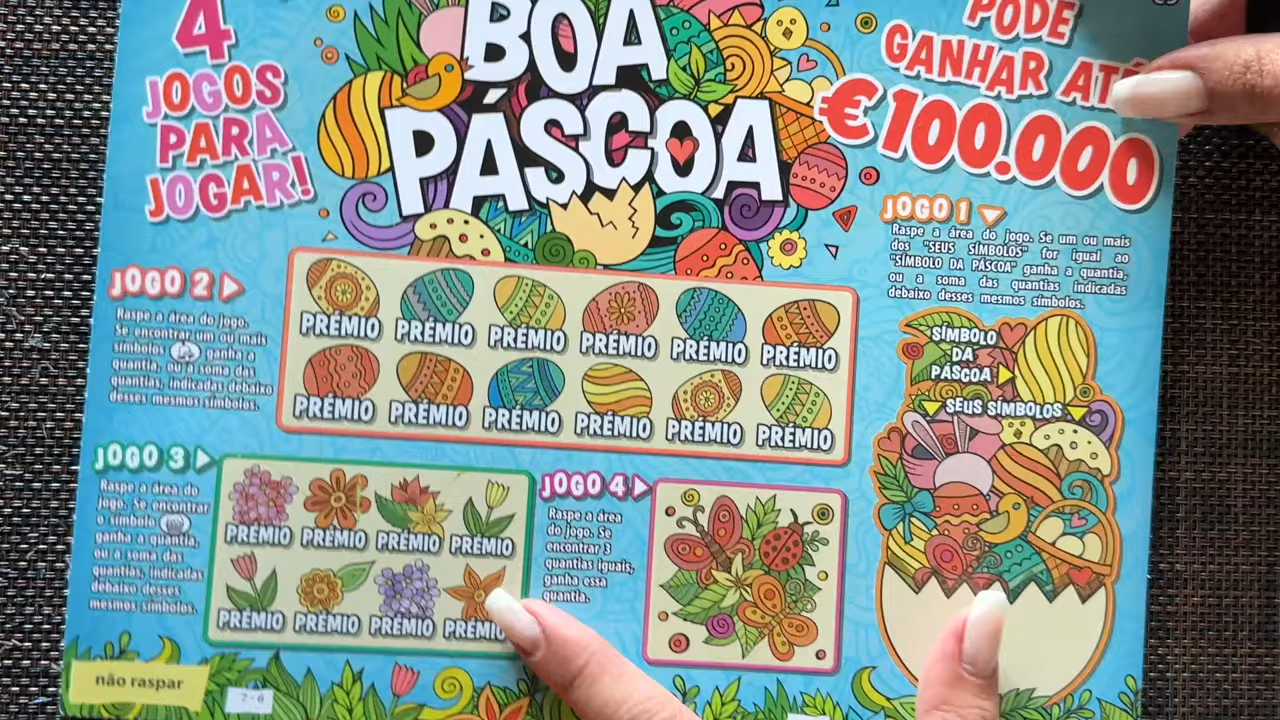 4
JOGOS
PARA
JOGAR!
BOA
PÁSCOA
PODE
GANHAR ATÉ
€100.000
JOGO 1
Raspe a área do jogo. Se um ou mais
dos "SEUS SÍMBOLOS" for igual ao
"SÍMBOLO DA PÁSCOA" ganha a quantia,
ou a soma das quantias indicadas
debaixo desses mesmos símbolos.
SÍMBOLO
DA
PÁSCOA
SEUS SÍMBOLOS
JOGO 2
Raspe a área do jogo.
Se encontrar um ou mais
símbolos ganha a
quantia, ou a soma das
quantias, indicadas debaixo
desses mesmos símbolos.
PRÉMIO PRÉMIO PRÉMIO PRÉMIO PRÉMIO PRÉMIO
PRÉMIO PRÉMIO PRÉMIO PRÉMIO PRÉMIO PRÉMIO
JOGO 3
Raspe a área do
jogo. Se encontrar
o símbolo
ganha a quantia,
ou a soma das
quantias, indicadas
debaixo desses
mesmos símbolos.
PRÉMIO PRÉMIO PRÉMIO PRÉMIO
PRÉMIO PRÉMIO PRÉMIO PRÉMIO
JOGO 4
Raspe a área
do jogo. Se
encontrar 3
quantias iguais,
ganha essa
quantia.
não raspar